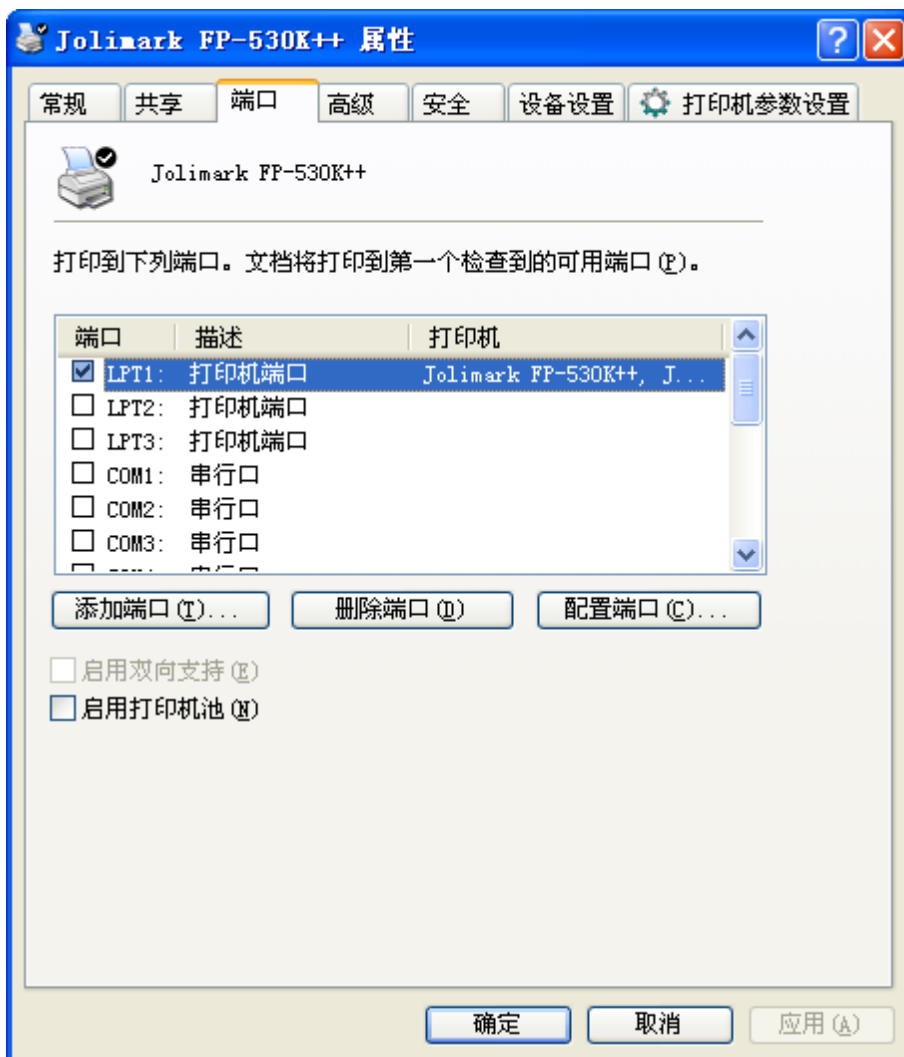 Jolimark FP-530K++ 属性
常规 共享 端口 高级 安全 设备设置 打印机参数设置
Jolimark FP-530K++
打印到下列端口。文档将打印到第一个检查到的可用端口(P)。
端口 描述 打印机
LPT1: 打印机端口 Jolimark FP-530K++, J...
LPT2: 打印机端口
LPT3: 打印机端口
COM1: 串行口
COM2: 串行口
COM3: 串行口
添加端口(T)... 删除端口(D) 配置端口(C)...
启用双向支持(E)
启用打印机池(N)
确定 取消 应用(A)